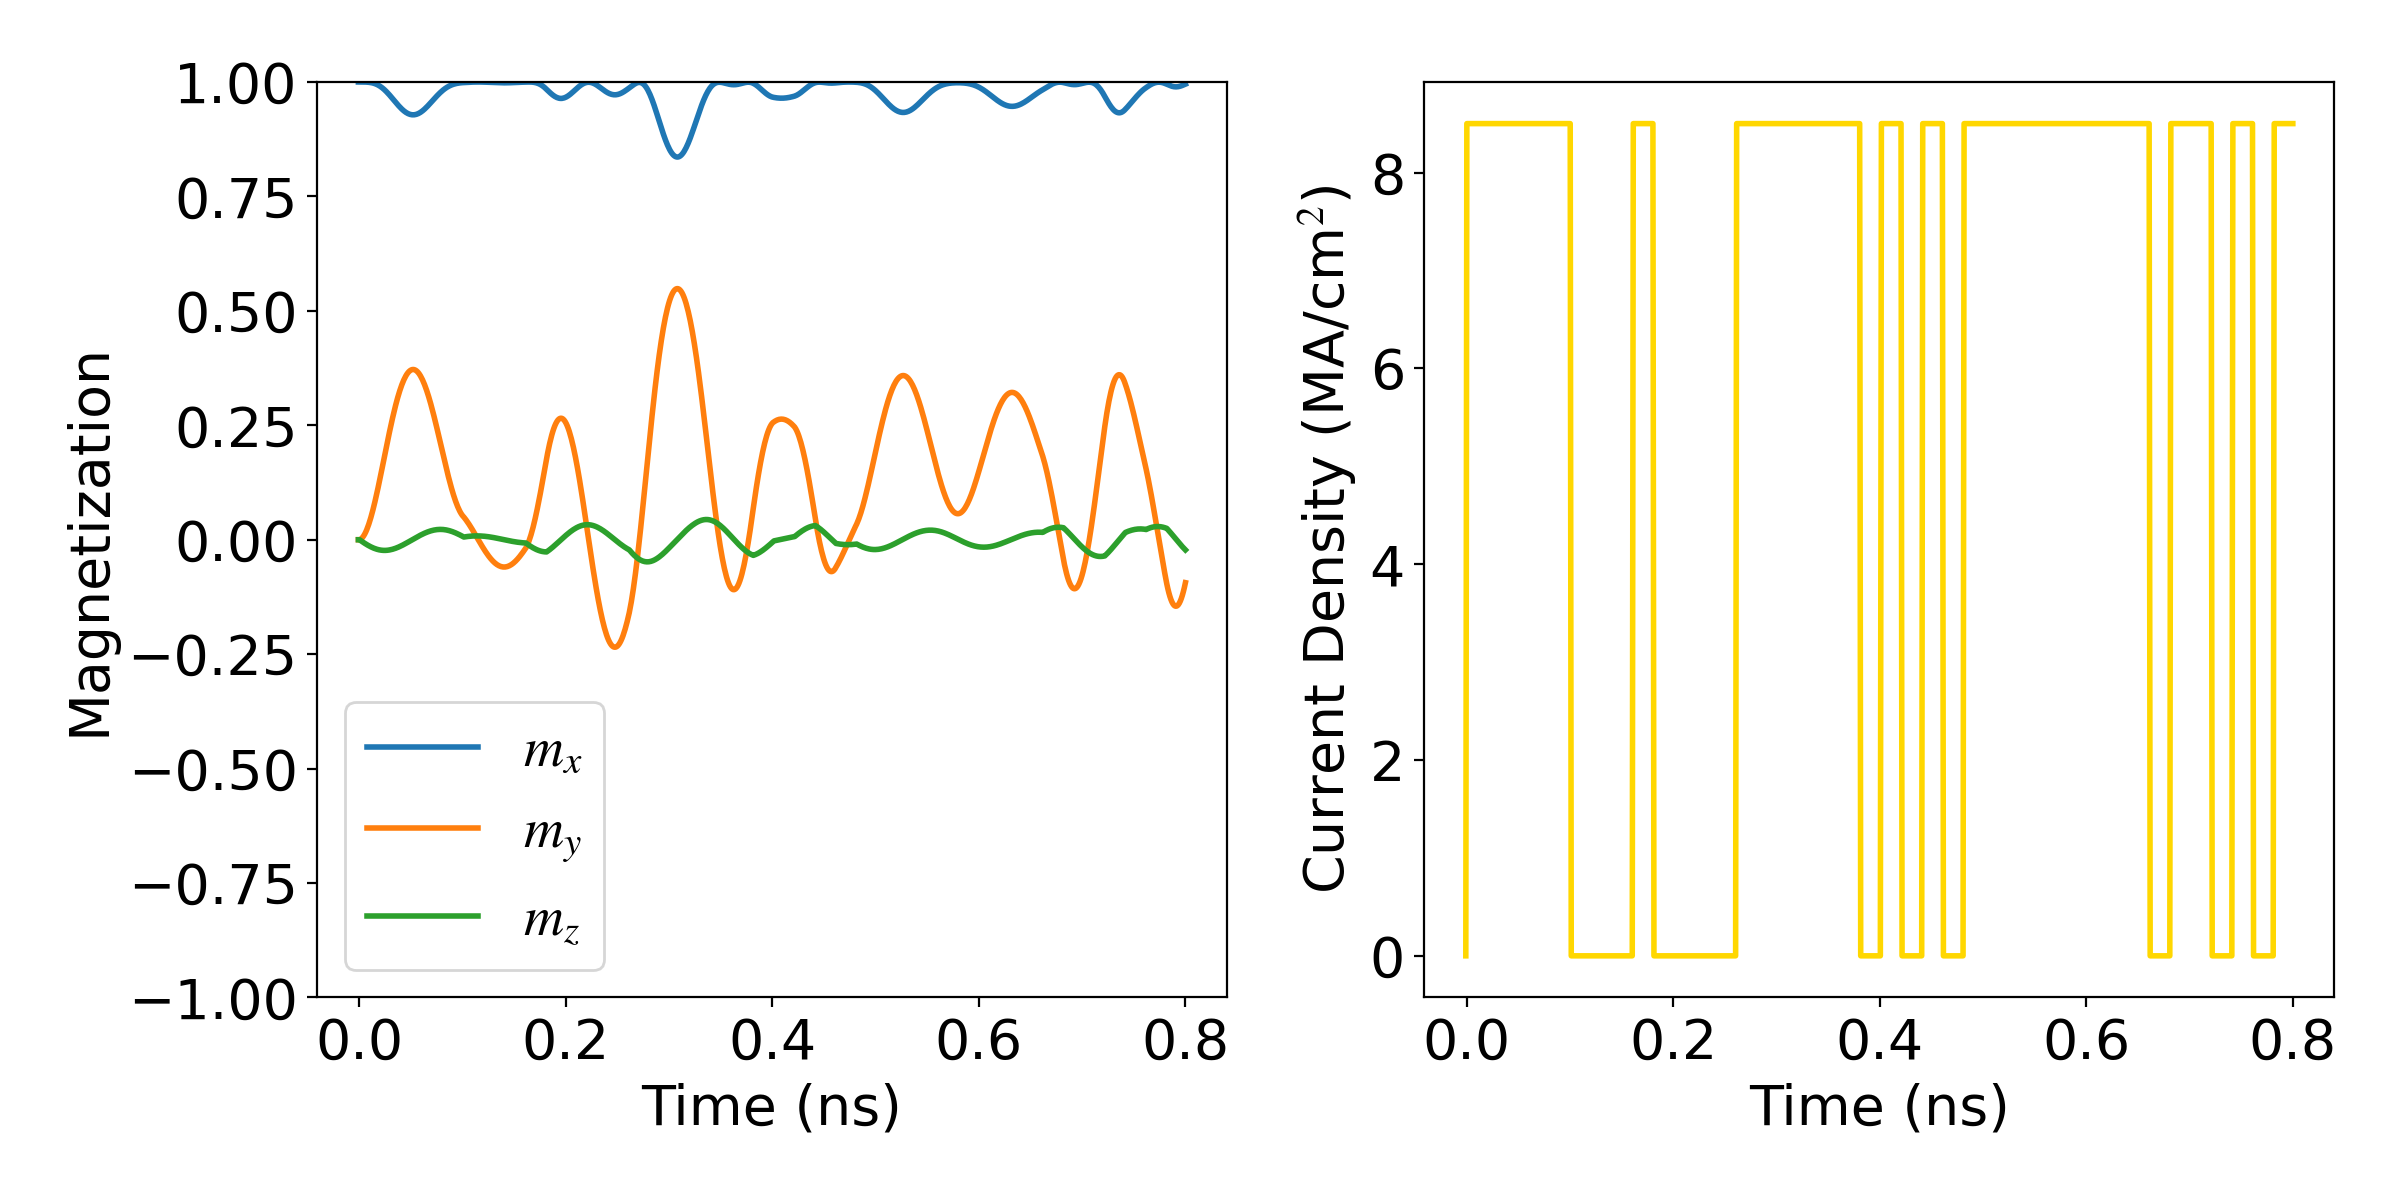 Magnetization
1.00
0.75
0.50
0.25
0.00
−0.25
−0.50
−0.75
−1.00
0.0 0.2 0.4 0.6 0.8
Time (ns)
m_x
m_y
m_z
Current Density (MA/cm²)
8
6
4
2
0
0.0 0.2 0.4 0.6 0.8
Time (ns)